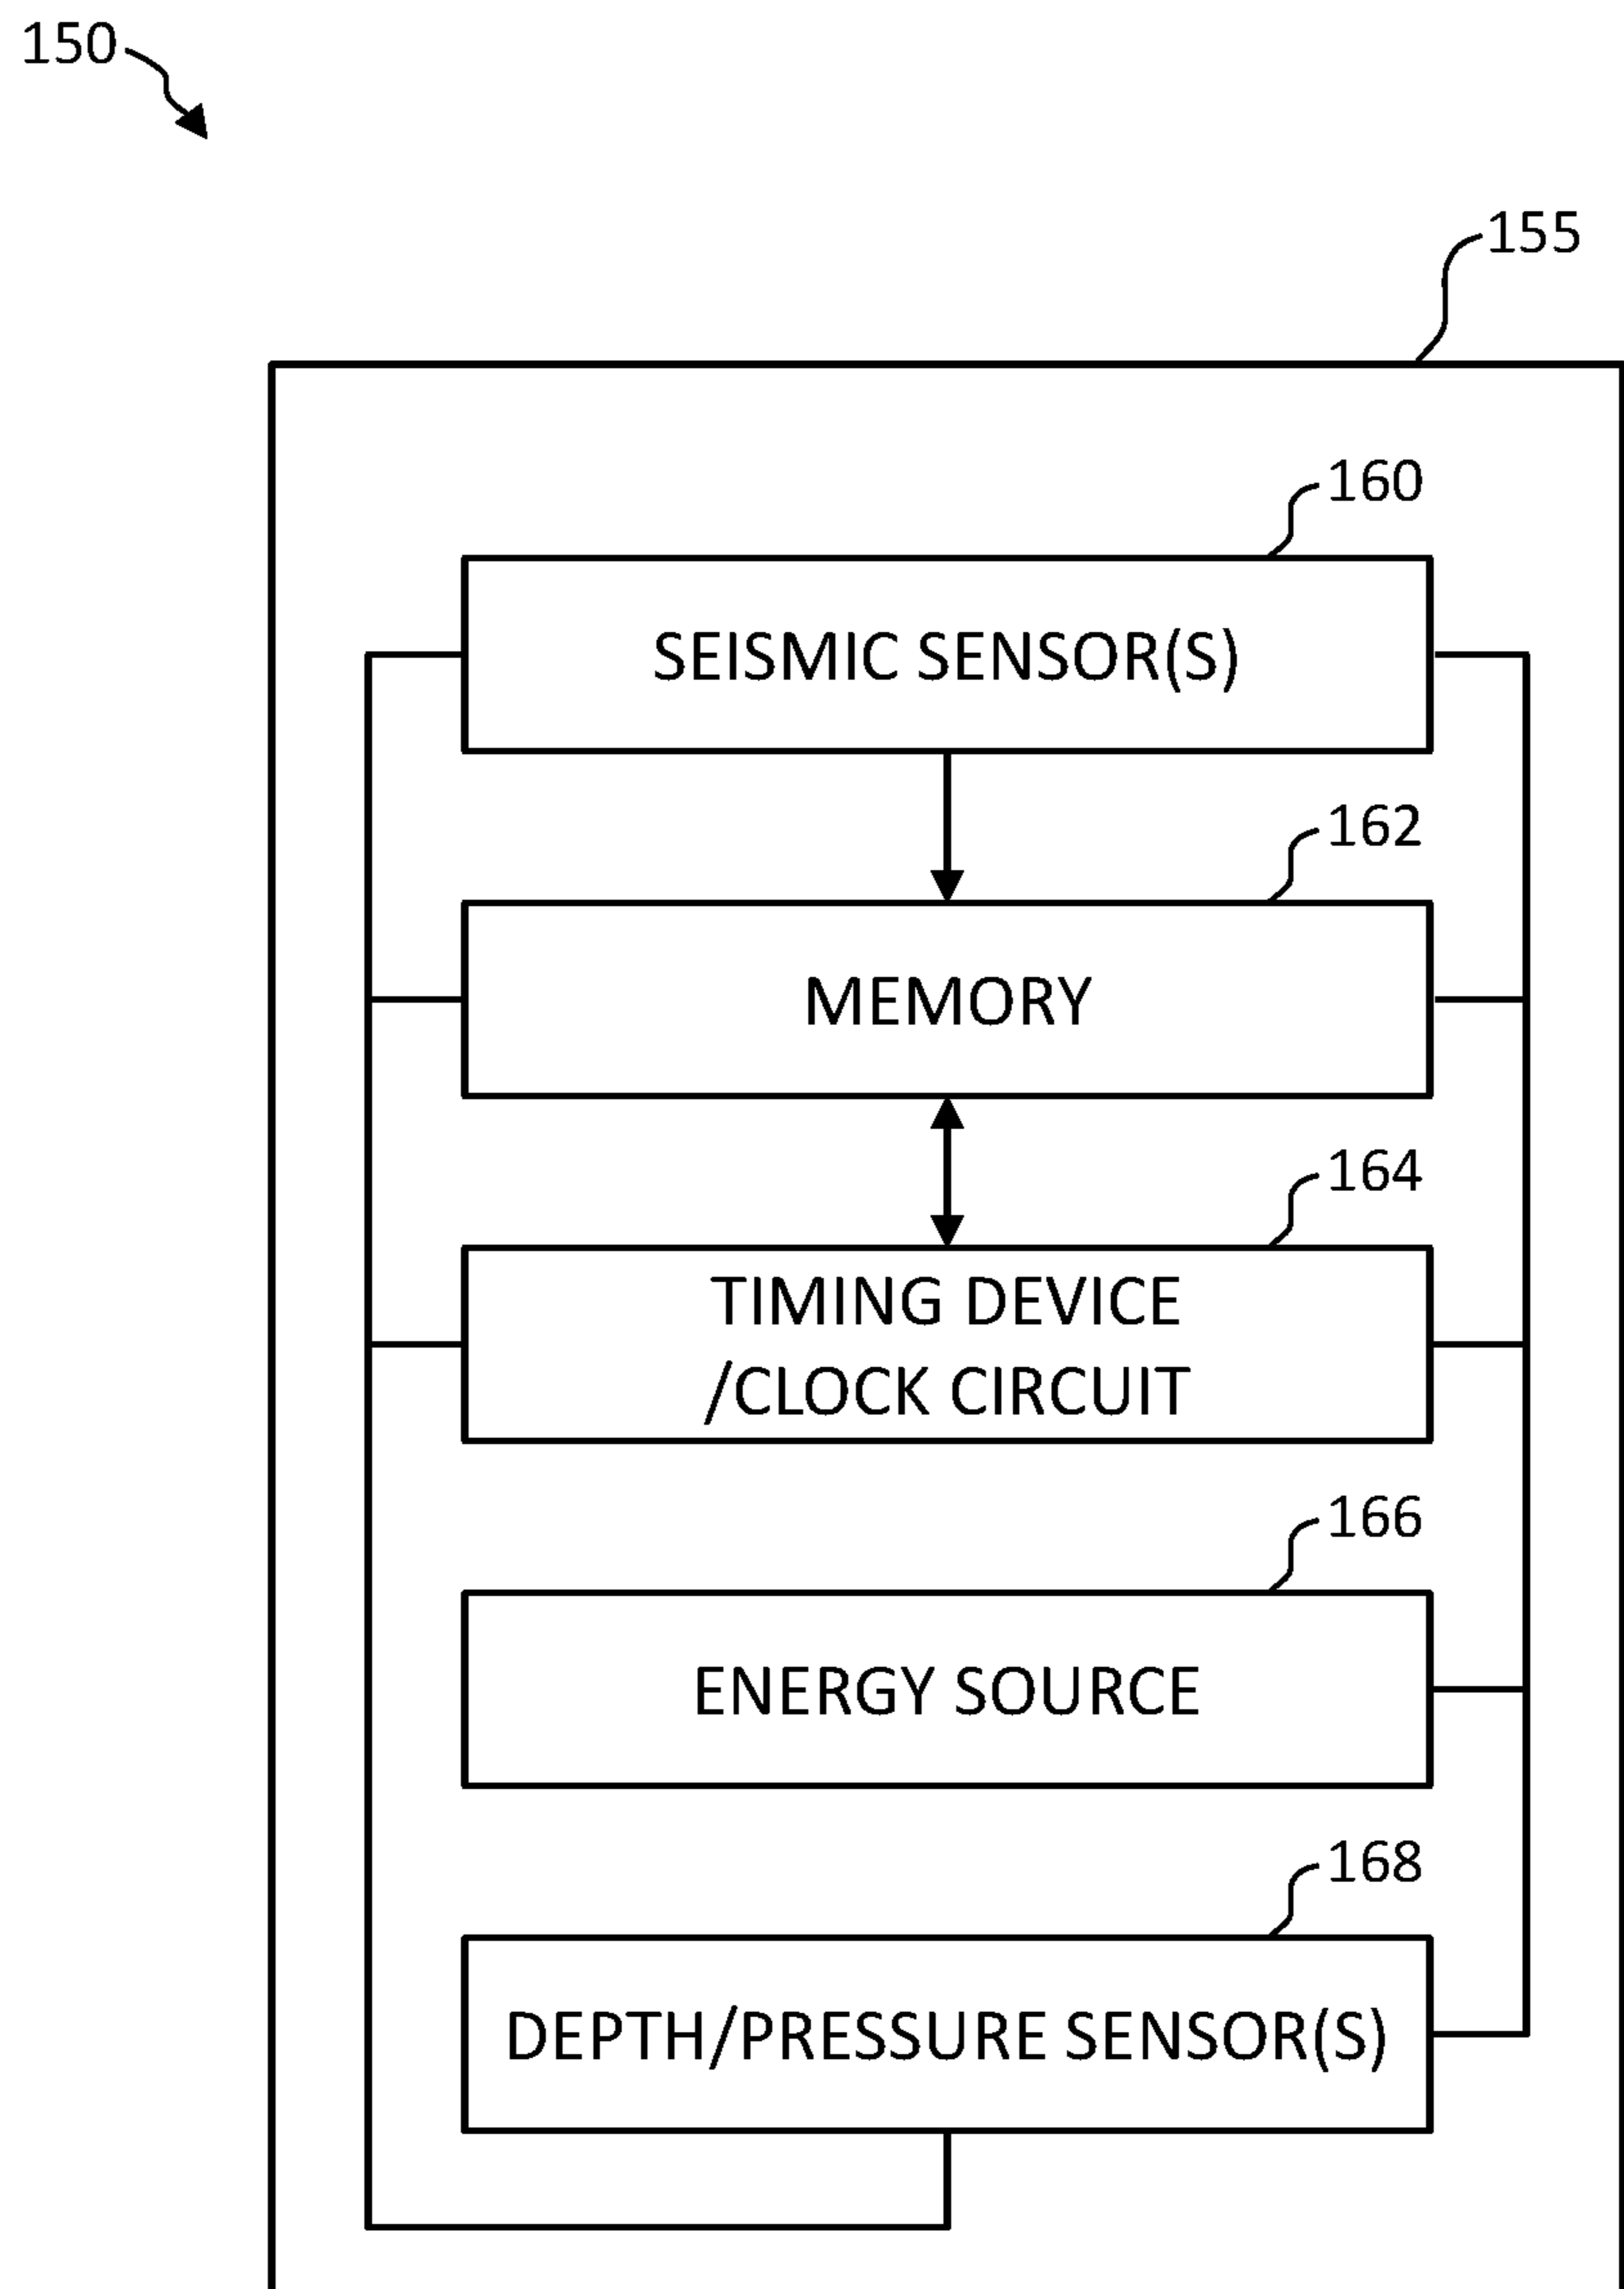 150
155
160
SEISMIC SENSOR(S)
162
MEMORY
164
TIMING DEVICE
/CLOCK CIRCUIT
166
ENERGY SOURCE
168
DEPTH/PRESSURE SENSOR(S)